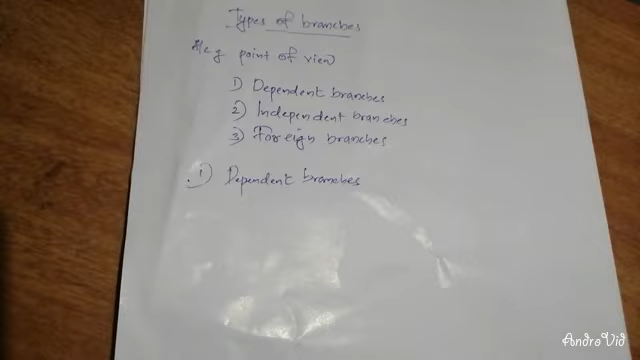 Types of branches
A/c g point of view
1) Dependent branches
2) Independent branches
3) Foreign branches
1) Dependent branches
AndroVid